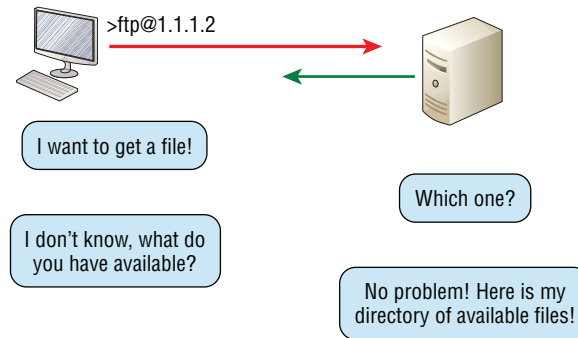 >ftp@1.1.1.2
I want to get a file!
Which one?
I don't know, what do
you have available?
No problem! Here is my
directory of available files!